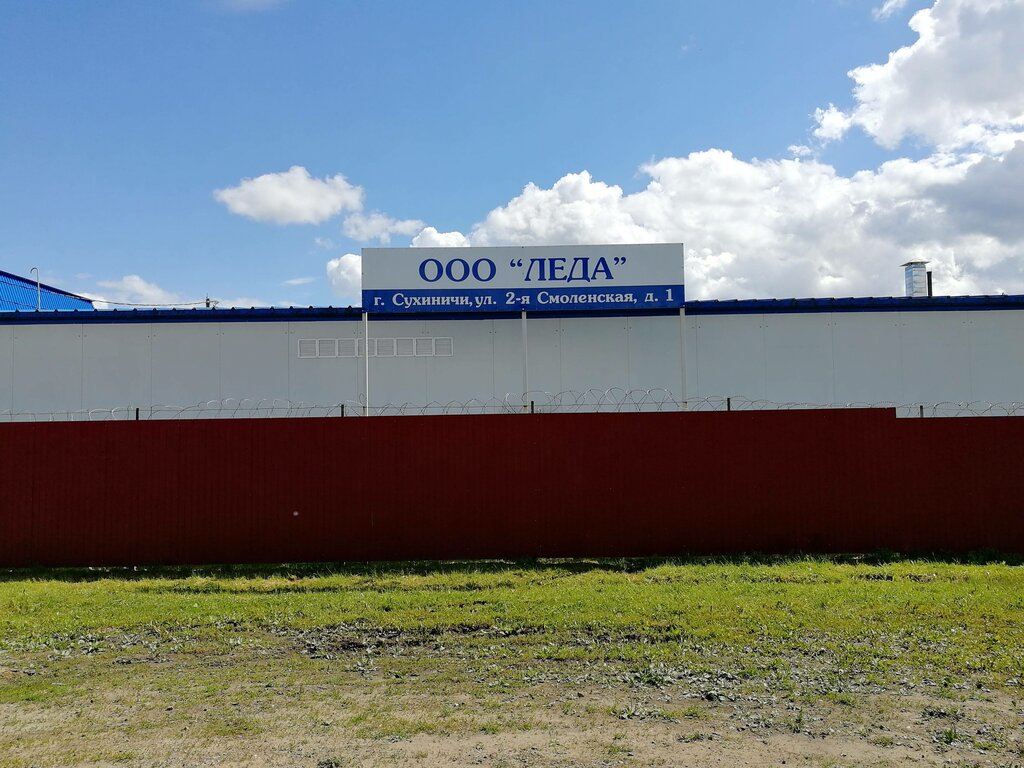 ООО “ЛЕДА”
г. Сухиничи,ул. 2-я Смоленская, д. 1